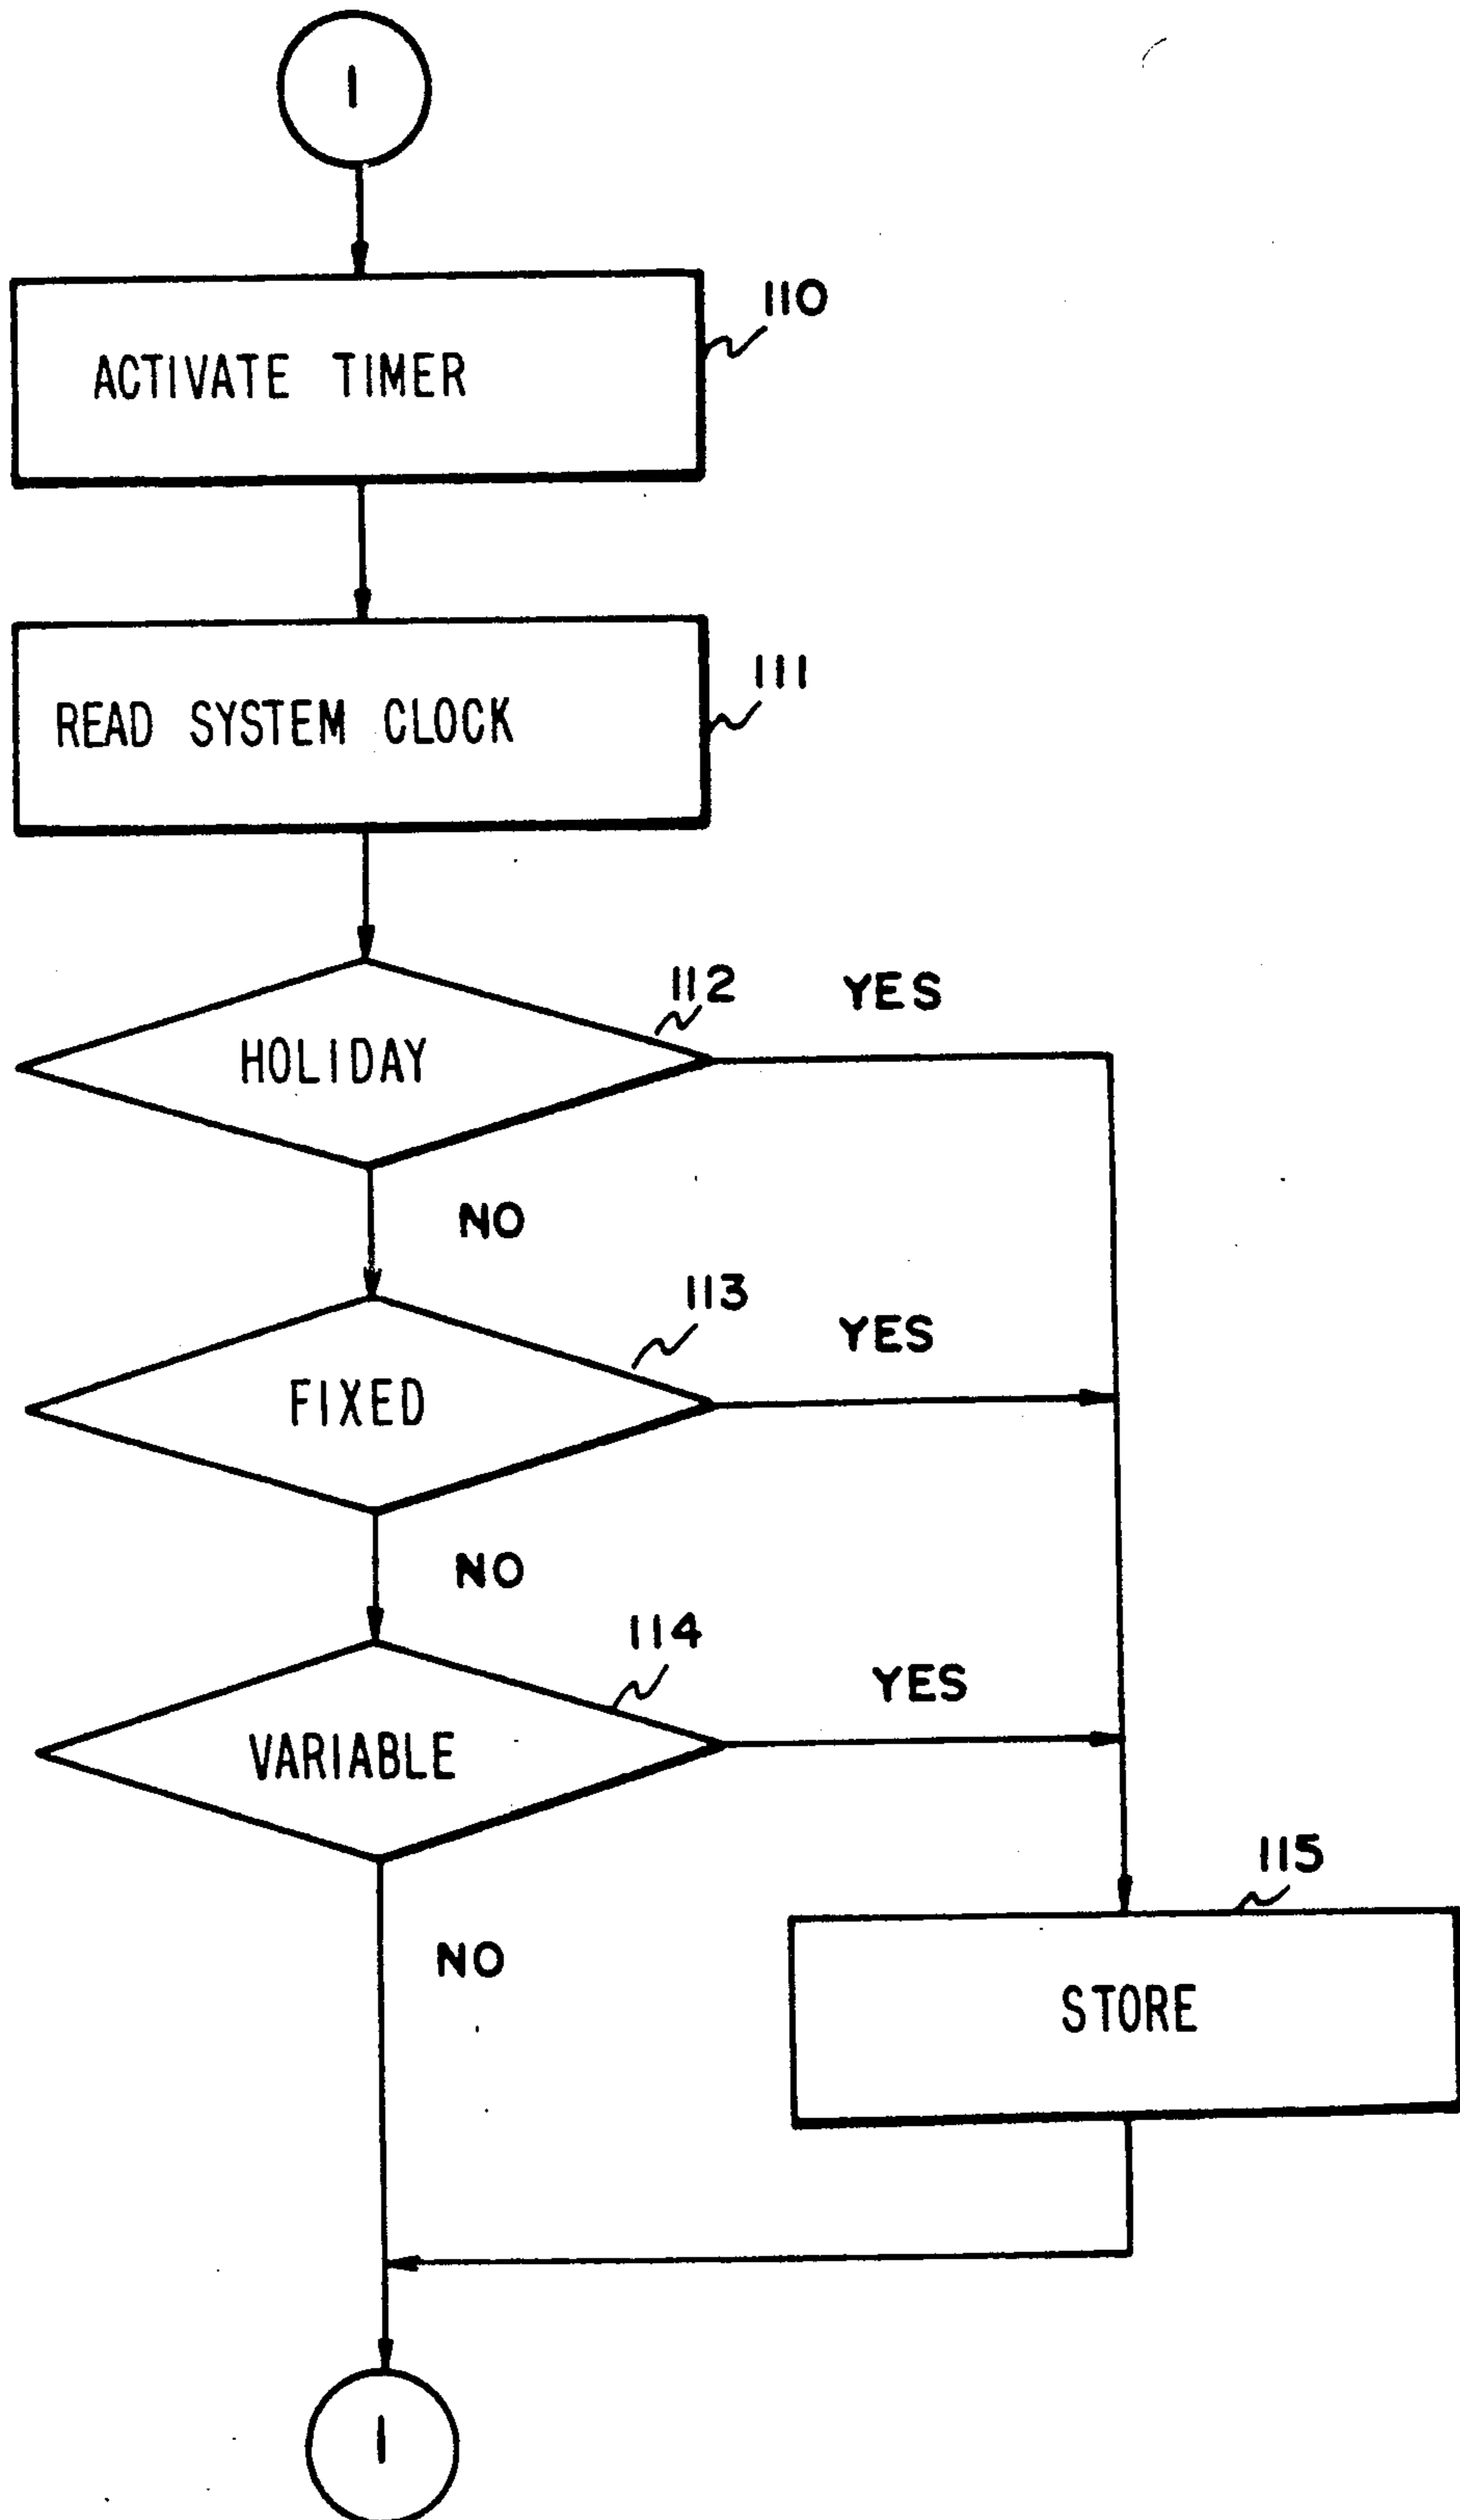 1
110
ACTIVATE TIMER
111
READ SYSTEM CLOCK
112
YES
HOLIDAY
NO
113
YES
FIXED
NO
114
YES
VARIABLE
115
NO
STORE
1